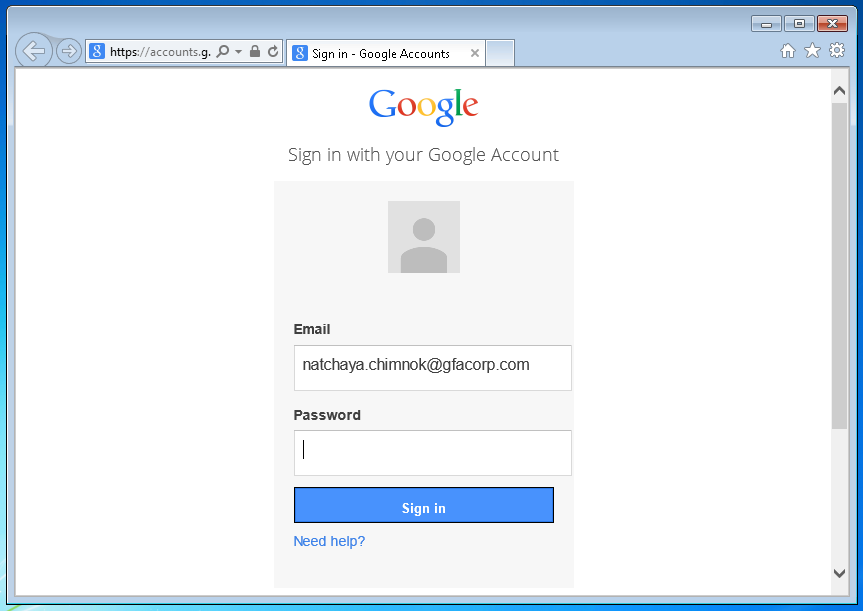 https://accounts.g.
Sign in - Google Accounts
Google
Sign in with your Google Account
Email
natchaya.chimnok@gfacorp.com
Password
Sign in
Need help?